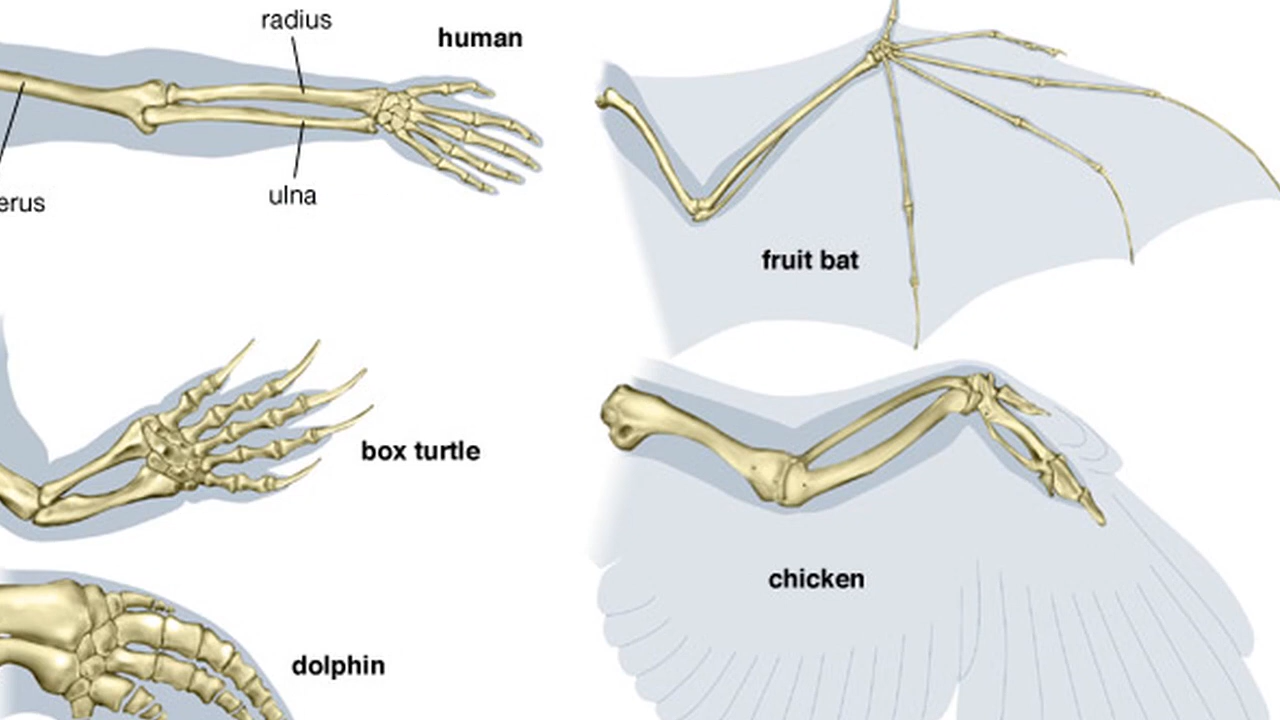 radius
human
erus
ulna
fruit bat
box turtle
chicken
dolphin